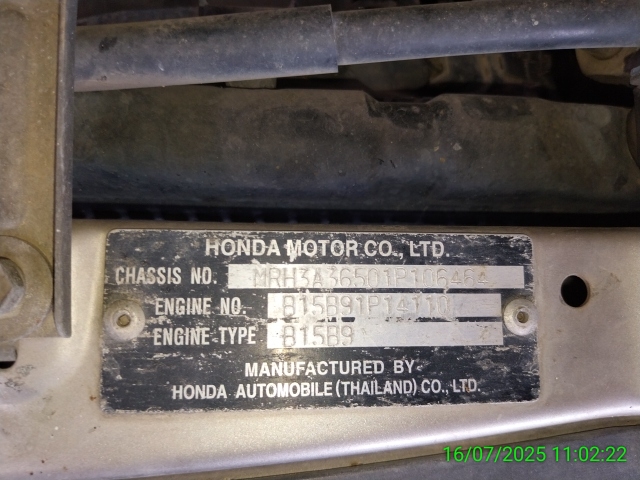 HONDA MOTOR CO., LTD.
CHASSIS NO. MRH3A36501P106484
ENGINE NO. B15B91P14110
ENGINE TYPE B15B9
MANUFACTURED BY
HONDA AUTOMOBILE (THAILAND) CO., LTD.
16/07/2025 11:02:22